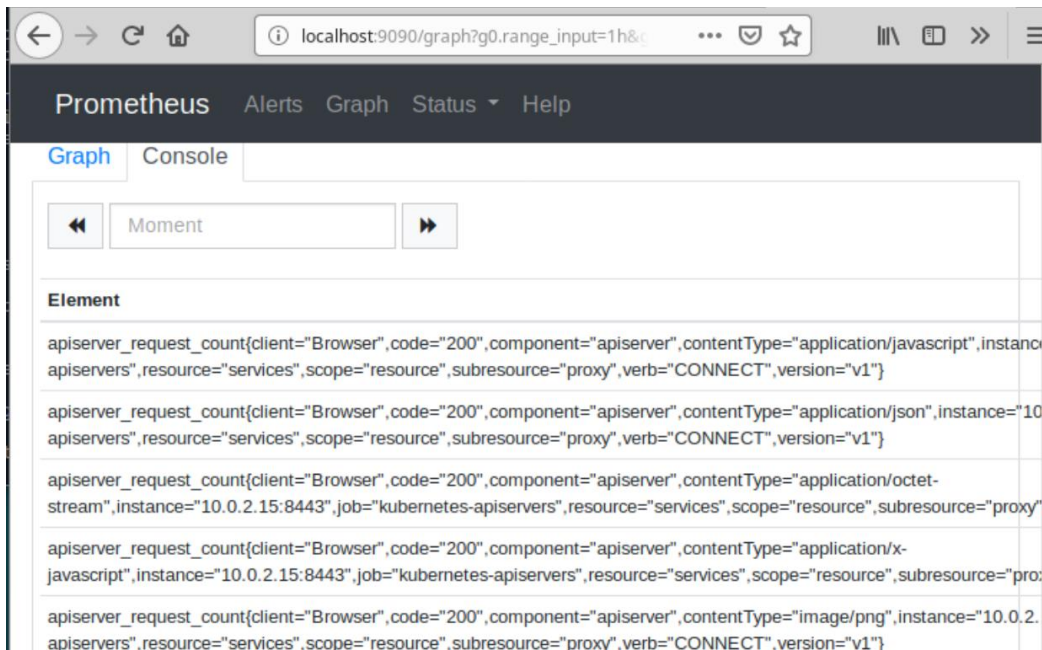 localhost:9090/graph?g0.range_input=1h&
Prometheus Alerts Graph Status Help
Graph Console
Moment
Element
apiserver_request_count{client="Browser",code="200",component="apiserver",contentType="application/javascript",instance
apiservers",resource="services",scope="resource",subresource="proxy",verb="CONNECT",version="v1"}
apiserver_request_count{client="Browser",code="200",component="apiserver",contentType="application/json",instance="10
apiservers",resource="services",scope="resource",subresource="proxy",verb="CONNECT",version="v1"}
apiserver_request_count{client="Browser",code="200",component="apiserver",contentType="application/octet-
stream",instance="10.0.2.15:8443",job="kubernetes-apiservers",resource="services",scope="resource",subresource="proxy"
apiserver_request_count{client="Browser",code="200",component="apiserver",contentType="application/x-
javascript",instance="10.0.2.15:8443",job="kubernetes-apiservers",resource="services",scope="resource",subresource="pro
apiserver_request_count{client="Browser",code="200",component="apiserver",contentType="image/png",instance="10.0.2.
apiservers",resource="services",scope="resource",subresource="proxy",verb="CONNECT",version="v1"}